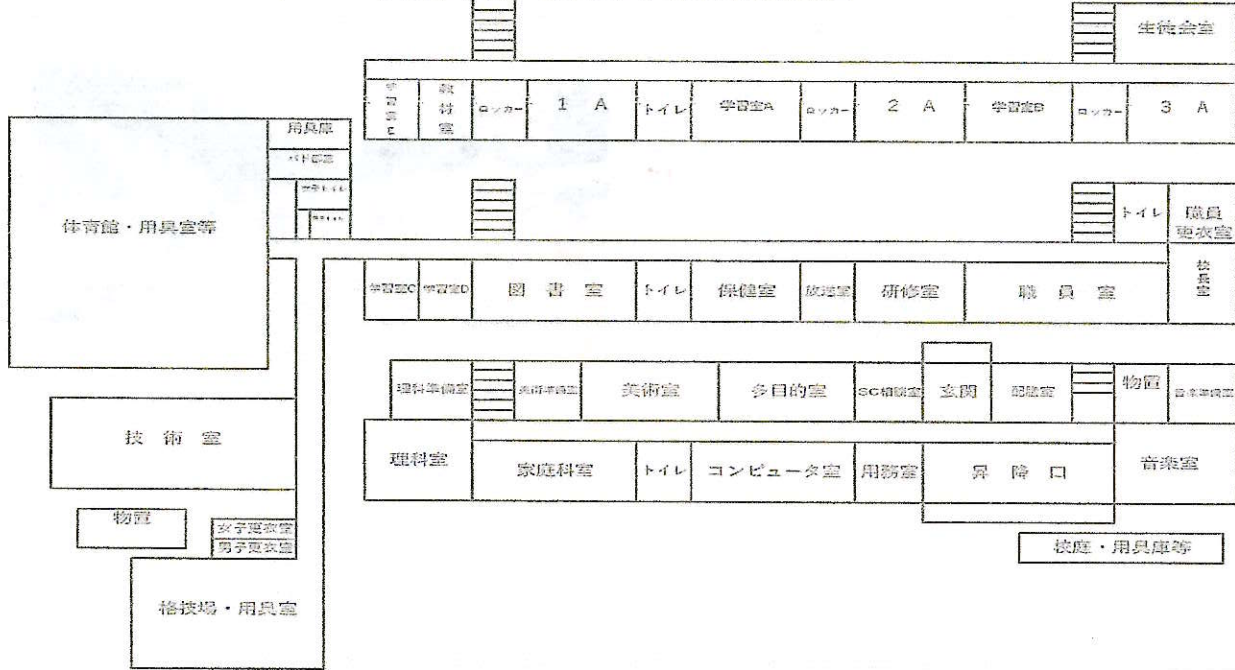 生徒会室
教材室
ロッカー
1 A
トイレ
学習室A
ロッカー
2 A
学習室B
ロッカー
3 A
用具庫
体育館・用具室等
トイレ
職員
更衣室
学習室C
学習室D
図書室
トイレ
保健室
放送室
研修室
職員室
校長室
理科準備室
美術準備室
美術室
多目的室
SC相談室
玄関
配膳室
物置
音楽準備室
技術室
理科室
家庭科室
トイレ
コンピュータ室
用務室
昇降口
音楽室
物置
女子更衣室
男子更衣室
校庭・用具庫等
格技場・用具室